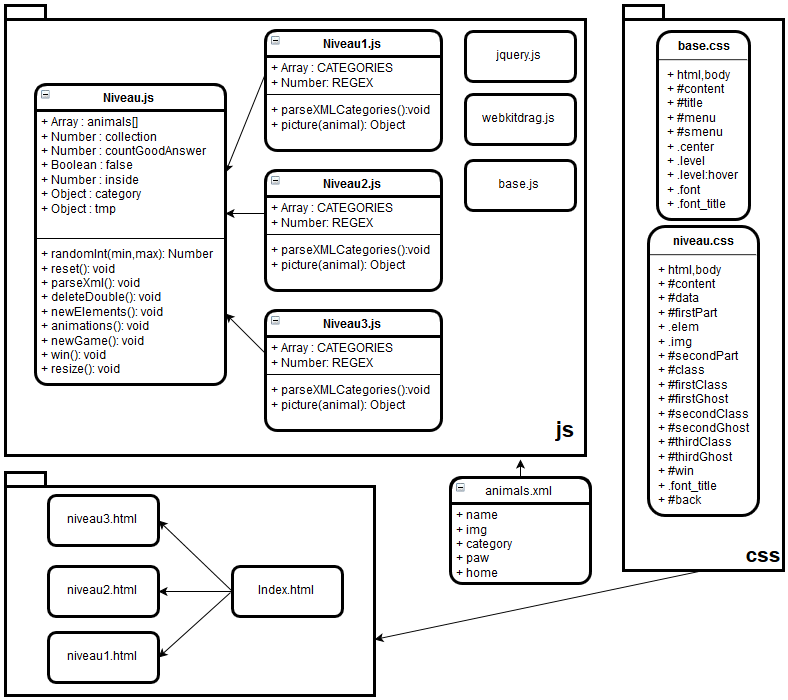 Niveau.js
+ Array : animals[]
+ Number : collection
+ Number : countGoodAnswer
+ Boolean : false
+ Number : inside
+ Object : category
+ Object : tmp
+ randomInt(min,max): Number
+ reset(): void
+ parseXml(): void
+ deleteDouble(): void
+ newElements(): void
+ animations(): void
+ newGame(): void
+ win(): void
+ resize(): void
Niveau1.js
+ Array : CATEGORIES
+ Number: REGEX
+ parseXMLCategories():void
+ picture(animal): Object
Niveau2.js
+ Array : CATEGORIES
+ Number: REGEX
+ parseXMLCategories():void
+ picture(animal): Object
Niveau3.js
+ Array : CATEGORIES
+ Number: REGEX
+ parseXMLCategories():void
+ picture(animal): Object
jquery.js
webkitdrag.js
base.js
js
base.css
+ html,body
+ #content
+ #title
+ #menu
+ #smenu
+ .center
+ .level
+ .level:hover
+ .font
+ .font_title
niveau.css
+ html,body
+ #content
+ #data
+ #firstPart
+ .elem
+ .img
+ #secondPart
+ #class
+ #firstClass
+ #firstGhost
+ #secondClass
+ #secondGhost
+ #thirdClass
+ #thirdGhost
+ #win
+ .font_title
+ #back
css
animals.xml
+ name
+ img
+ category
+ paw
+ home
niveau3.html
niveau2.html
niveau1.html
Index.html